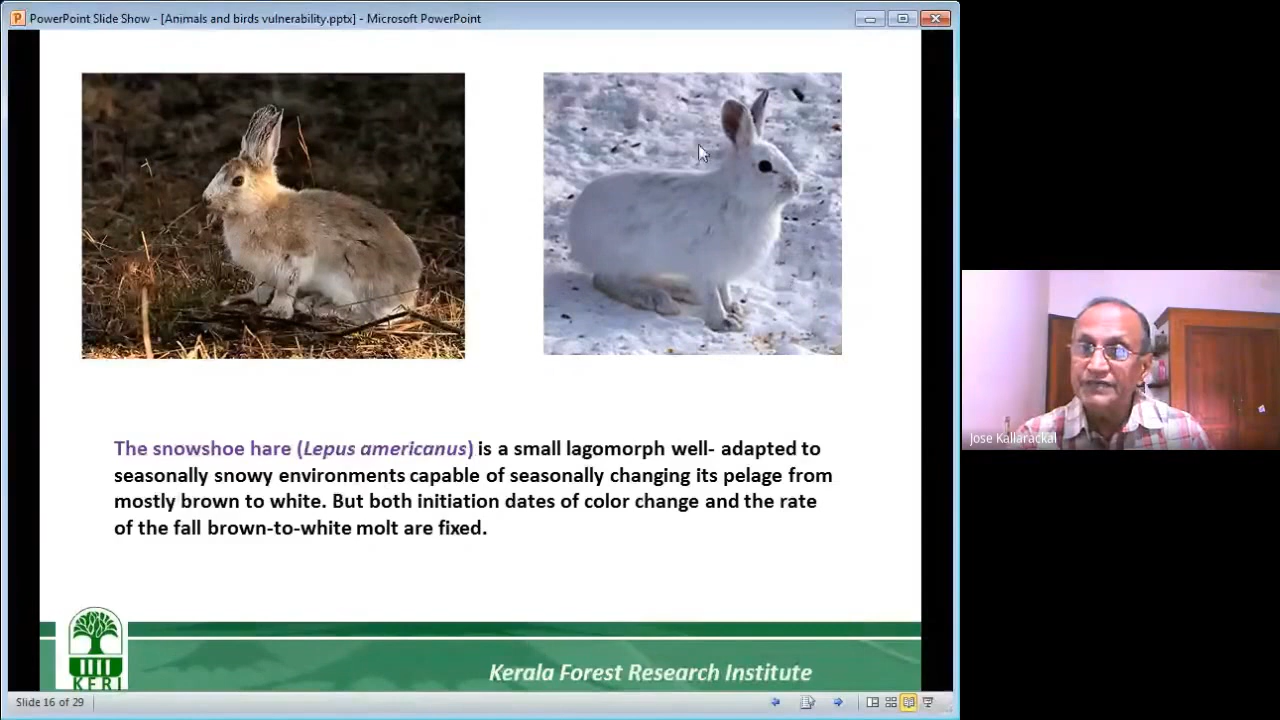 PowerPoint Slide Show - [Animals and birds vulnerability.pptx] - Microsoft PowerPoint
The snowshoe hare (Lepus americanus) is a small lagomorph well- adapted to
seasonally snowy environments capable of seasonally changing its pelage from
mostly brown to white. But both initiation dates of color change and the rate
of the fall brown-to-white molt are fixed.
Jose Kallarackal
KFRI
Kerala Forest Research Institute
Slide 16 of 29